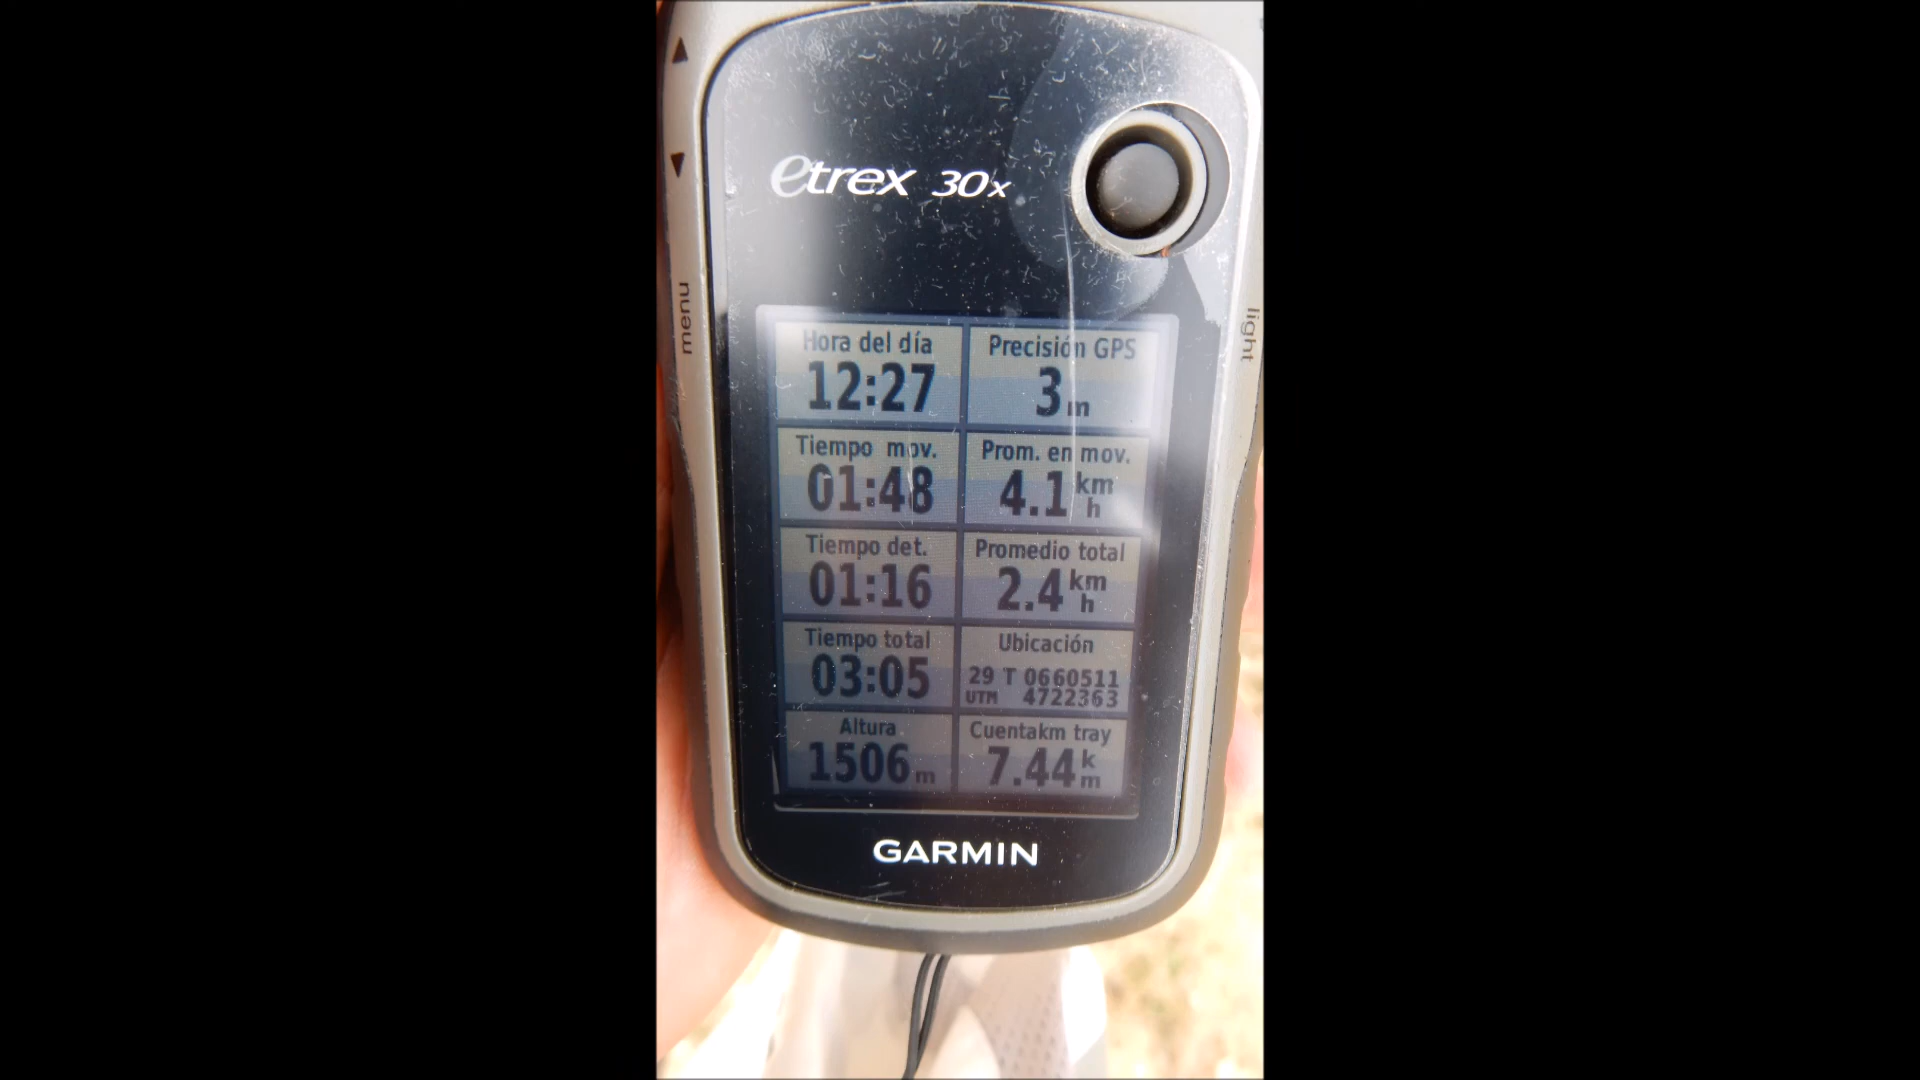 etrex 30x
menu
light
Hora del día
12:27
Precisión GPS
3 m
Tiempo mov.
01:48
Prom. en mov.
4.1 km h
Tiempo det.
01:16
Promedio total
2.4 km h
Tiempo total
03:05
Ubicación
29 T 0660511
UTM 4722363
Altura
1506 m
Cuentakm tray
7.44 km
GARMIN